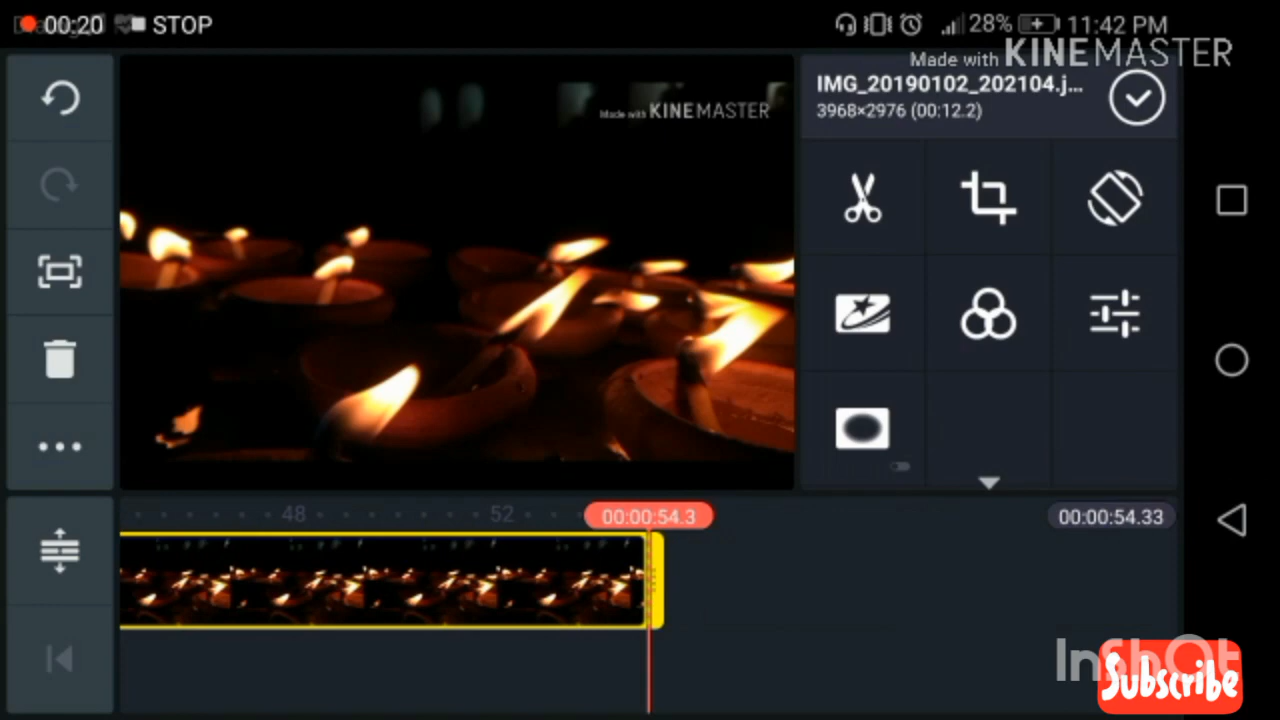 00:20 STOP
28% 11:42 PM
Made with KINEMASTER
IMG_20190102_202104.j...
3968×2976 (00:12.2)
Made with KINEMASTER
48 52 00:00:54.3 00:00:54.33
InShOt
Subscribe